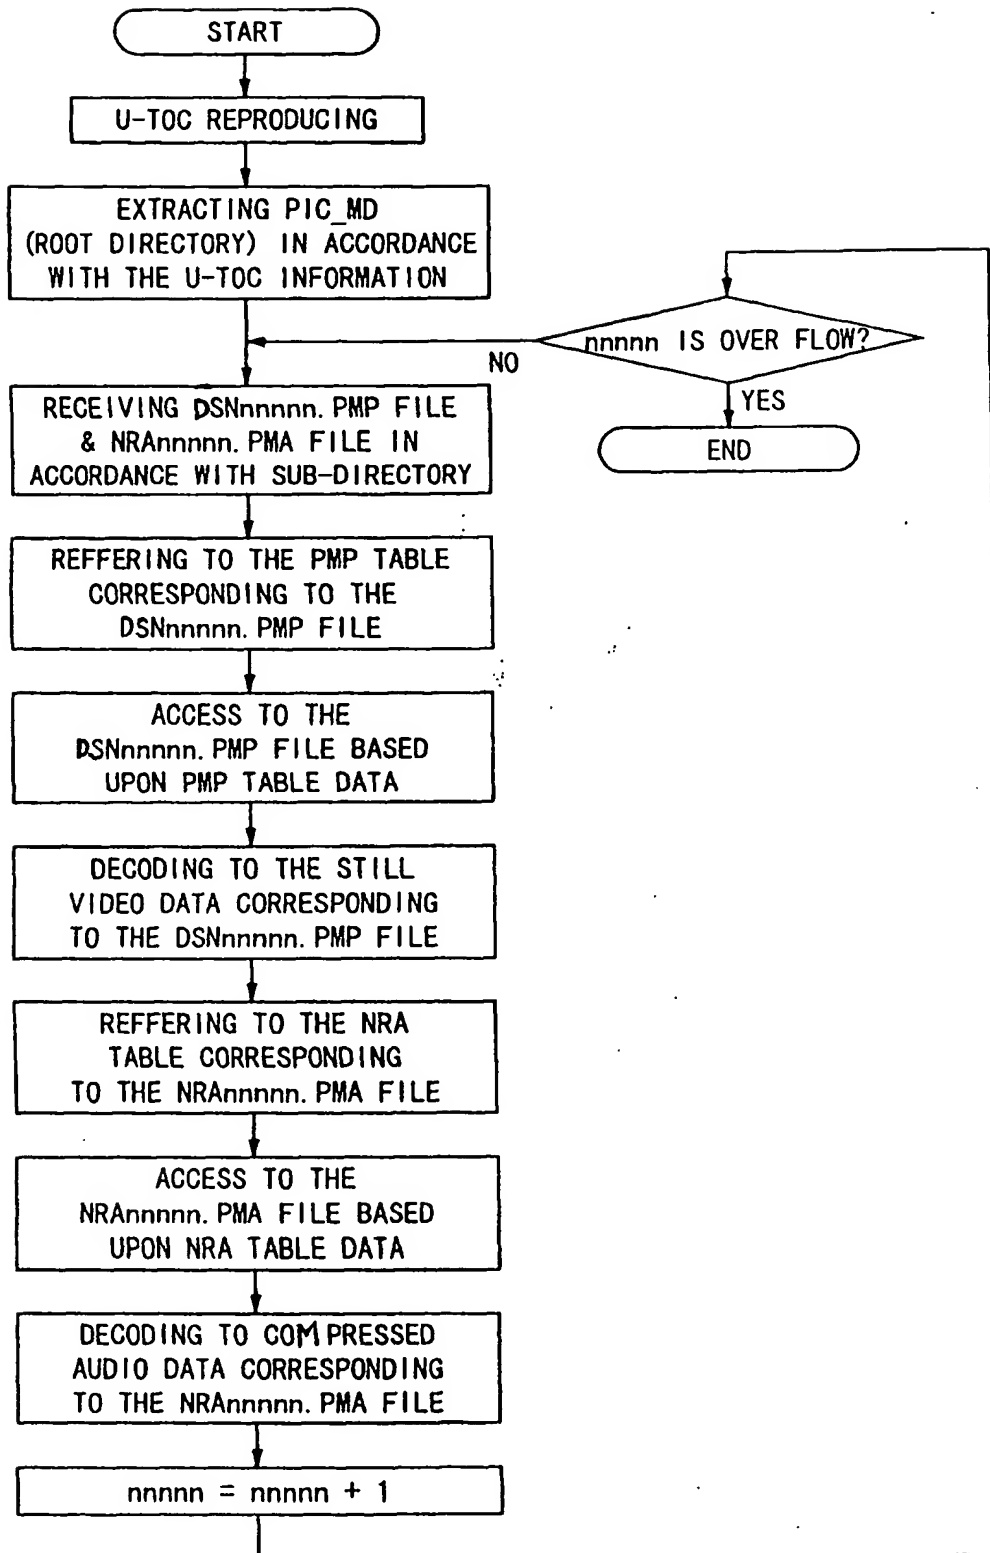 START
U-TOC REPRODUCING
EXTRACTING PIC_MD
(ROOT DIRECTORY) IN ACCORDANCE
WITH THE U-TOC INFORMATION
nnnnn IS OVER FLOW?
NO
YES
END
RECEIVING DSNnnnnn. PMP FILE
& NRAnnnnn. PMA FILE IN
ACCORDANCE WITH SUB-DIRECTORY
REFFERING TO THE PMP TABLE
CORRESPONDING TO THE
DSNnnnnn. PMP FILE
ACCESS TO THE
DSNnnnnn. PMP FILE BASED
UPON PMP TABLE DATA
DECODING TO THE STILL
VIDEO DATA CORRESPONDING
TO THE DSNnnnnn. PMP FILE
REFFERING TO THE NRA
TABLE CORRESPONDING
TO THE NRAnnnnn. PMA FILE
ACCESS TO THE
NRAnnnnn. PMA FILE BASED
UPON NRA TABLE DATA
DECODING TO COMPRESSED
AUDIO DATA CORRESPONDING
TO THE NRAnnnnn. PMA FILE
nnnnn = nnnnn + 1